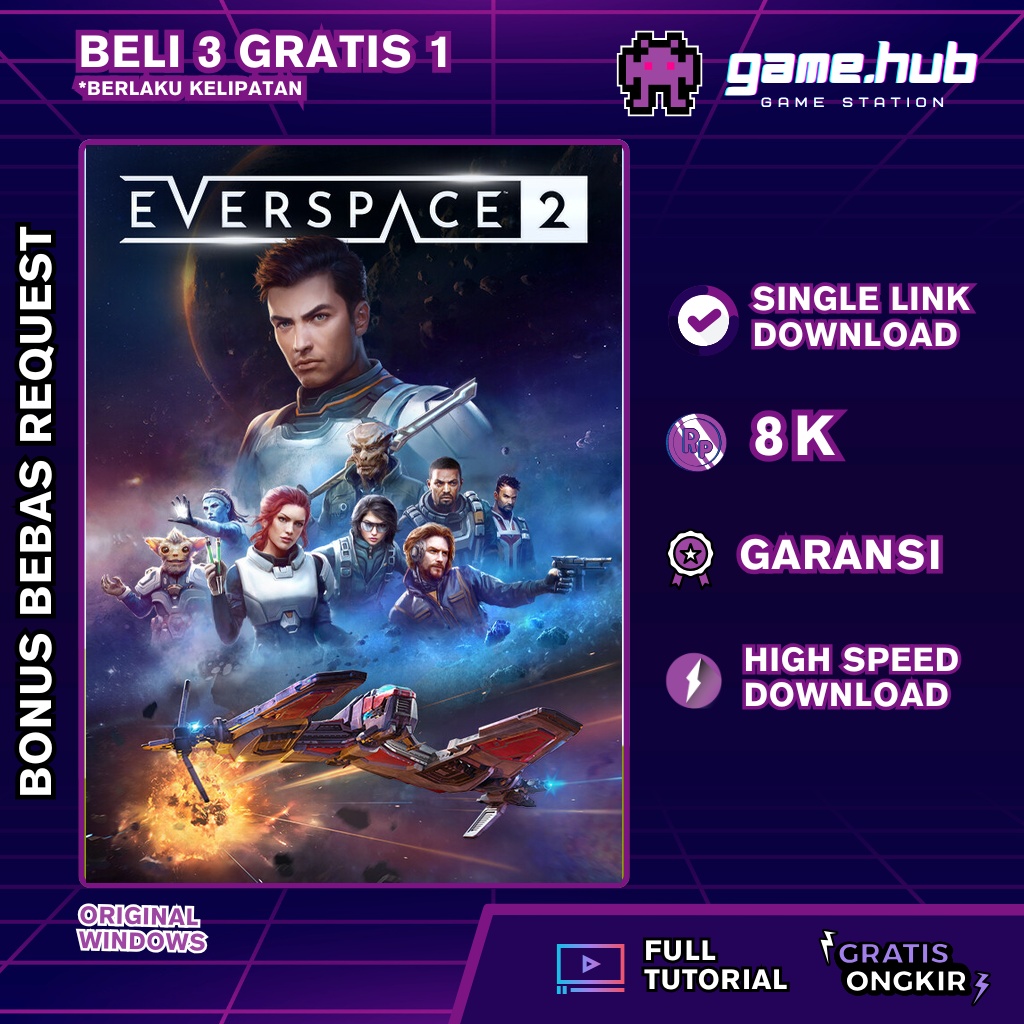 BELI 3 GRATIS 1
*BERLAKU KELIPATAN
game.hub
GAME STATION
EVERSPACE™ 2
BONUS BEBAS REQUEST
SINGLE LINK
DOWNLOAD
Rp
8K
GARANSI
HIGH SPEED
DOWNLOAD
ORIGINAL
WINDOWS
FULL
TUTORIAL
GRATIS
ONGKIR